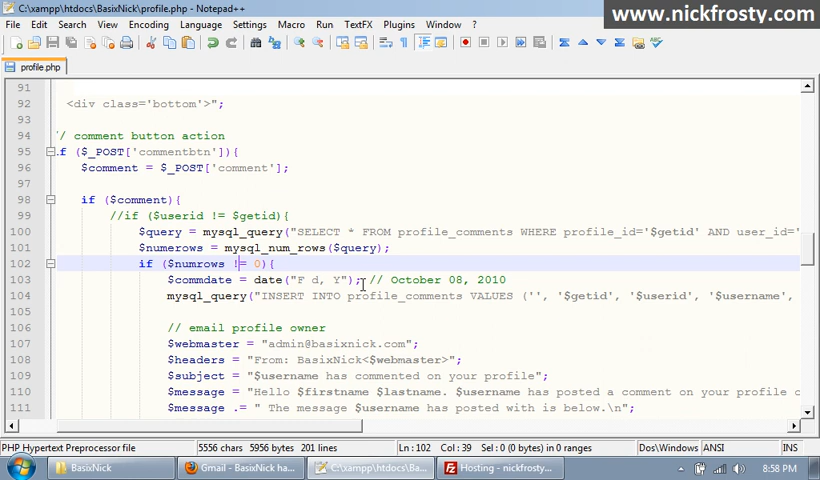 C:\xampp\htdocs\BasixNick\profile.php - Notepad++
www.nickfrosty.com
File Edit Search View Encoding Language Settings Macro Run TextFX Plugins Window ?
profile.php
91
92 <div class='bottom'>";
93
94 / comment button action
95 .f ($_POST['commentbtn']){
96 $comment = $_POST['comment'];
97
98 if ($comment){
99 //if ($userid != $getid){
100 $query = mysql_query("SELECT * FROM profile_comments WHERE profile_id='$getid' AND user_id='
101 $numerows = mysql_num_rows($query);
102 if ($numrows != 0){
103 $commdate = date("F d, Y"); // October 08, 2010
104 mysql_query("INSERT INTO profile_comments VALUES ('', '$getid', '$userid', '$username',
105
106 // email profile owner
107 $webmaster = "admin@basixnick.com";
108 $headers = "From: BasixNick<$webmaster>";
109 $subject = "$username has commented on your profile";
110 $message = "Hello $firstname $lastname. $username has posted a comment on your profile c
111 $message .= " The message $username has posted with is below.\n";
PHP Hypertext Preprocessor file 5556 chars 5956 bytes 201 lines Ln : 102 Col : 39 Sel : 0 (0 bytes) in 0 ranges Dos\Windows ANSI INS
BasixNick Gmail - BasixNick ha... C:\xampp\htdocs\Ba... Hosting - nickfrosty... 8:58 PM